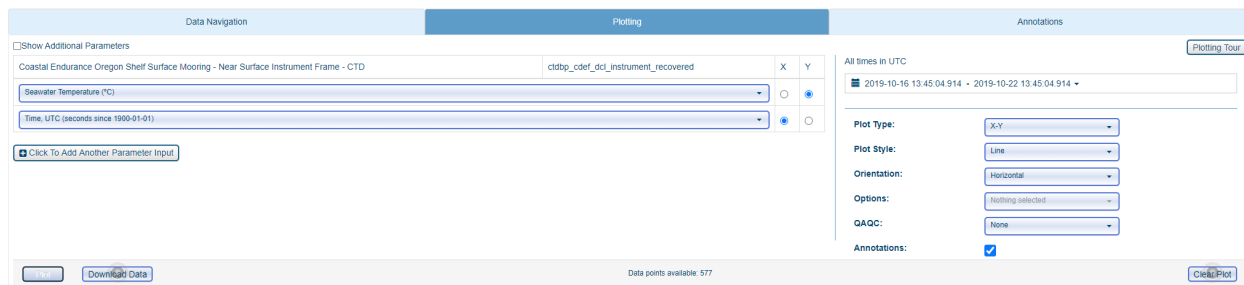 Data Navigation
Plotting
Annotations
Show Additional Parameters
Plotting Tour
Coastal Endurance Oregon Shelf Surface Mooring - Near Surface Instrument Frame - CTD
ctdbp_cdef_dcl_instrument_recovered
X
Y
All times in UTC
2019-10-16 13:45:04.914 - 2019-10-22 13:45:04.914
Seawater Temperature (°C)
Time, UTC (seconds since 1900-01-01)
Click To Add Another Parameter Input
Plot Type:
X-Y
Plot Style:
Line
Orientation:
Horizontal
Options:
Nothing selected
QAQC:
None
Annotations:
Plot
Download Data
Data points available: 577
Clear Plot